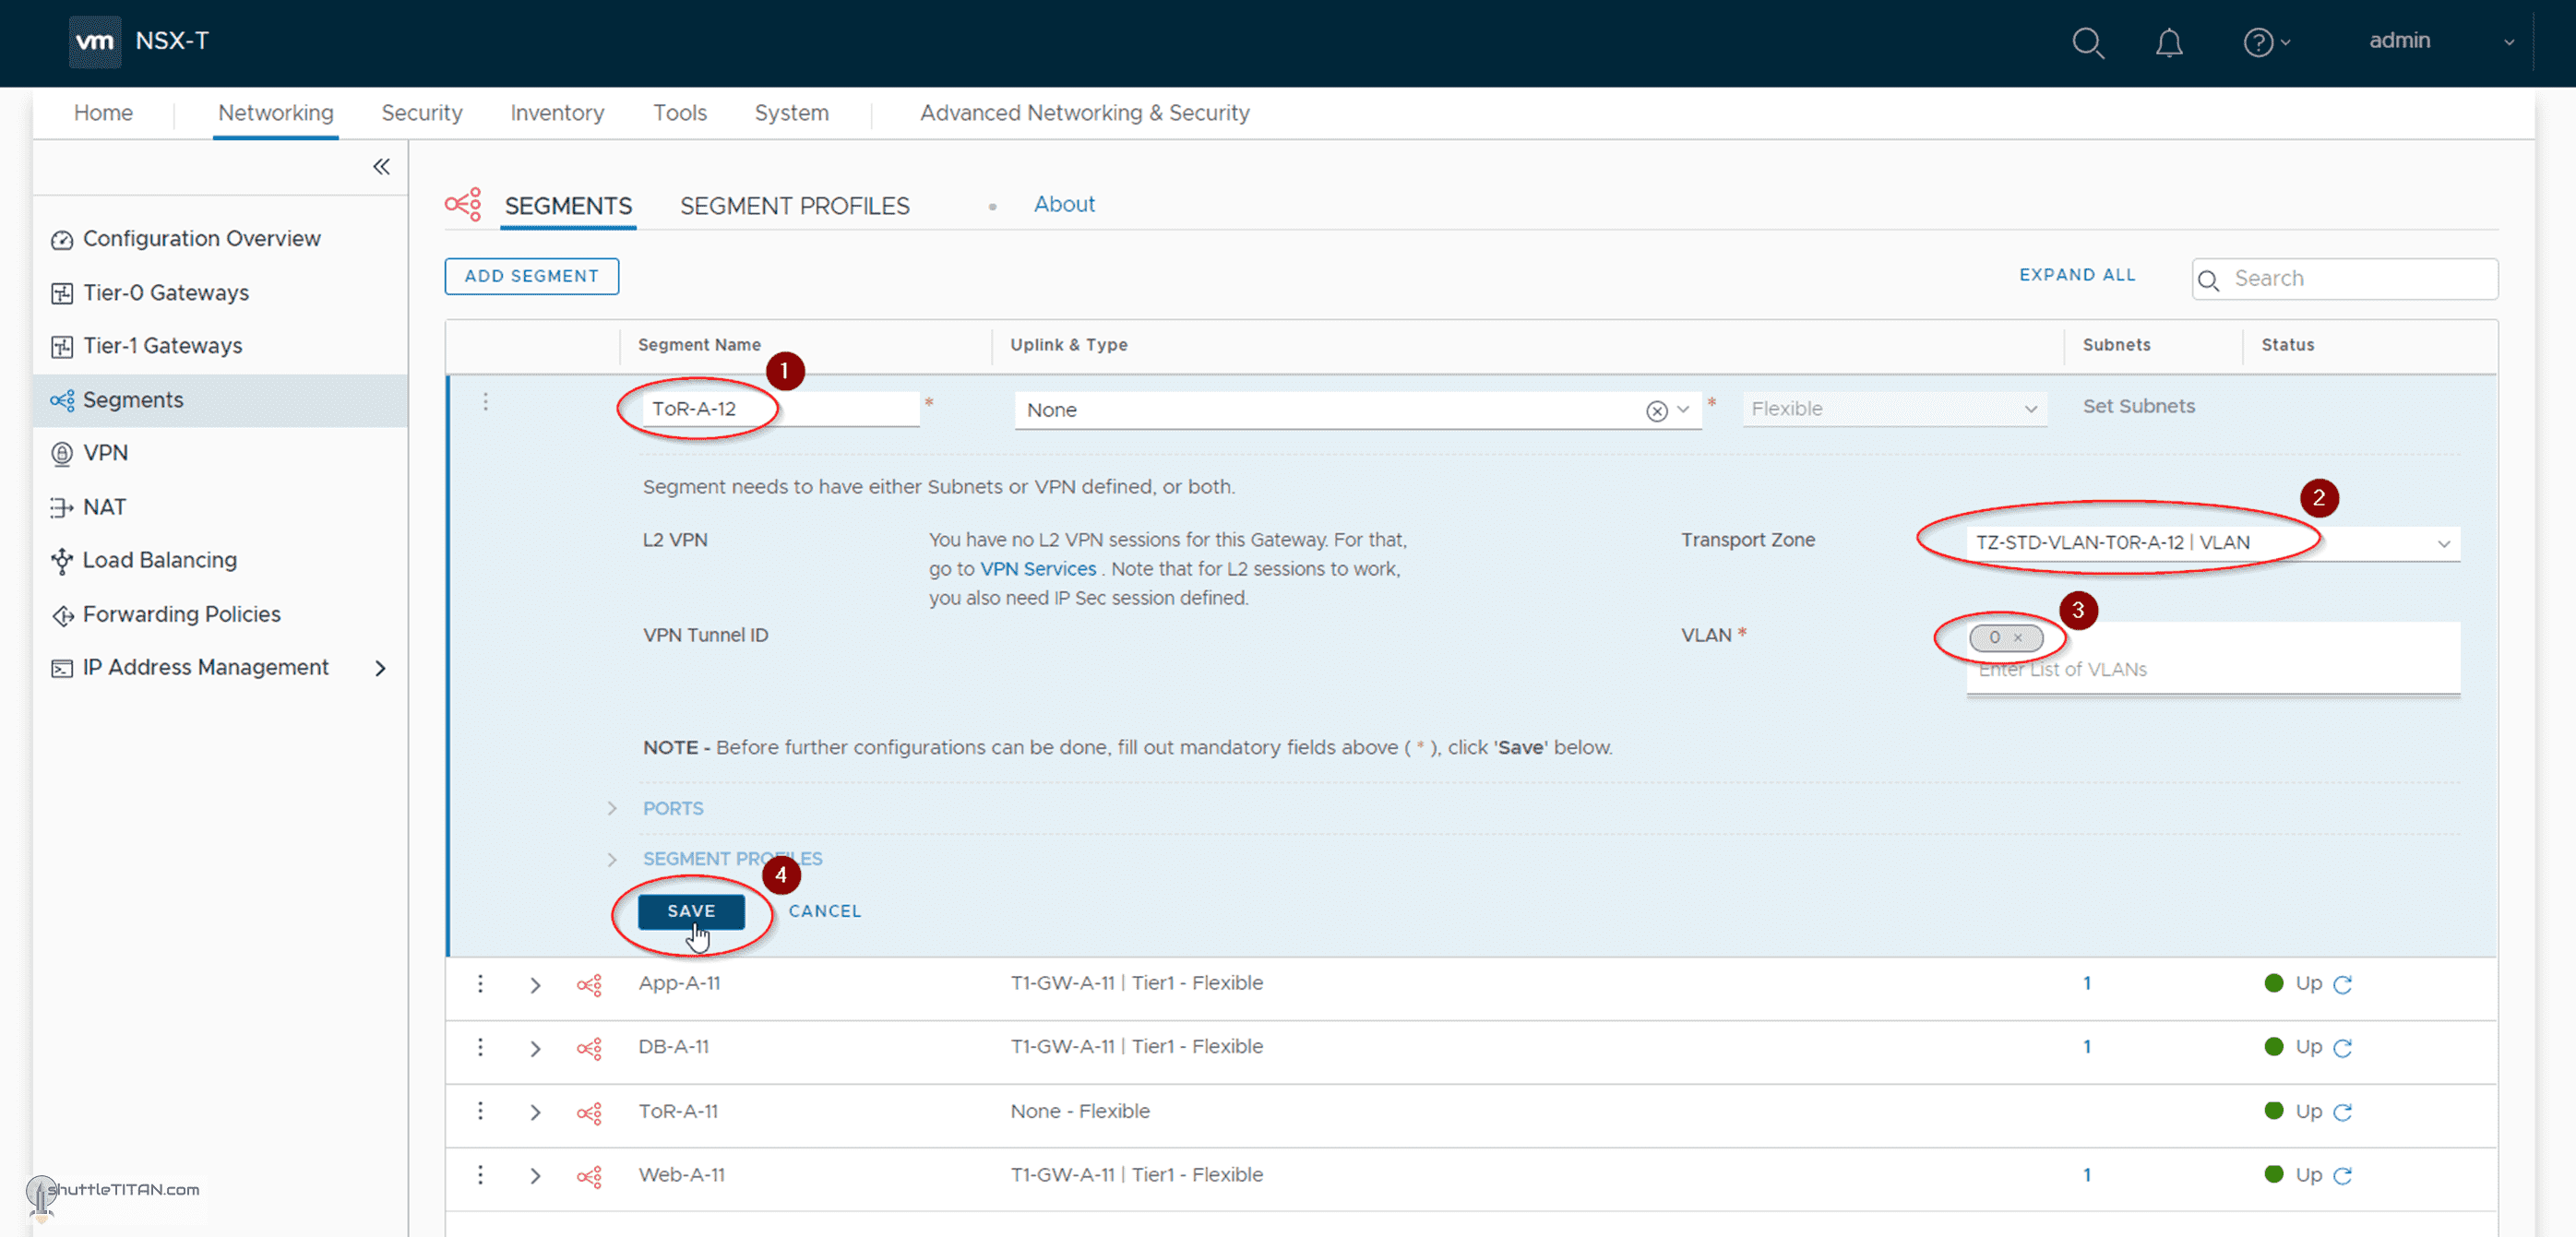 vm NSX-T admin
Home Networking Security Inventory Tools System Advanced Networking & Security
SEGMENTS SEGMENT PROFILES About
Configuration Overview
Tier-0 Gateways
Tier-1 Gateways
Segments
VPN
NAT
Load Balancing
Forwarding Policies
IP Address Management
ADD SEGMENT EXPAND ALL Search
Segment Name Uplink & Type Subnets Status
1
ToR-A-12 * None * Flexible Set Subnets
Segment needs to have either Subnets or VPN defined, or both.
2
L2 VPN You have no L2 VPN sessions for this Gateway. For that, Transport Zone TZ-STD-VLAN-T0R-A-12 | VLAN
go to VPN Services . Note that for L2 sessions to work,
you also need IP Sec session defined.
3
VPN Tunnel ID VLAN * 0 ×
Enter List of VLANs
NOTE - Before further configurations can be done, fill out mandatory fields above ( * ), click 'Save' below.
PORTS
SEGMENT PROFILES
4
SAVE CANCEL
App-A-11 T1-GW-A-11 | Tier1 - Flexible 1 Up
DB-A-11 T1-GW-A-11 | Tier1 - Flexible 1 Up
ToR-A-11 None - Flexible Up
Web-A-11 T1-GW-A-11 | Tier1 - Flexible 1 Up
shuttleTITAN.com